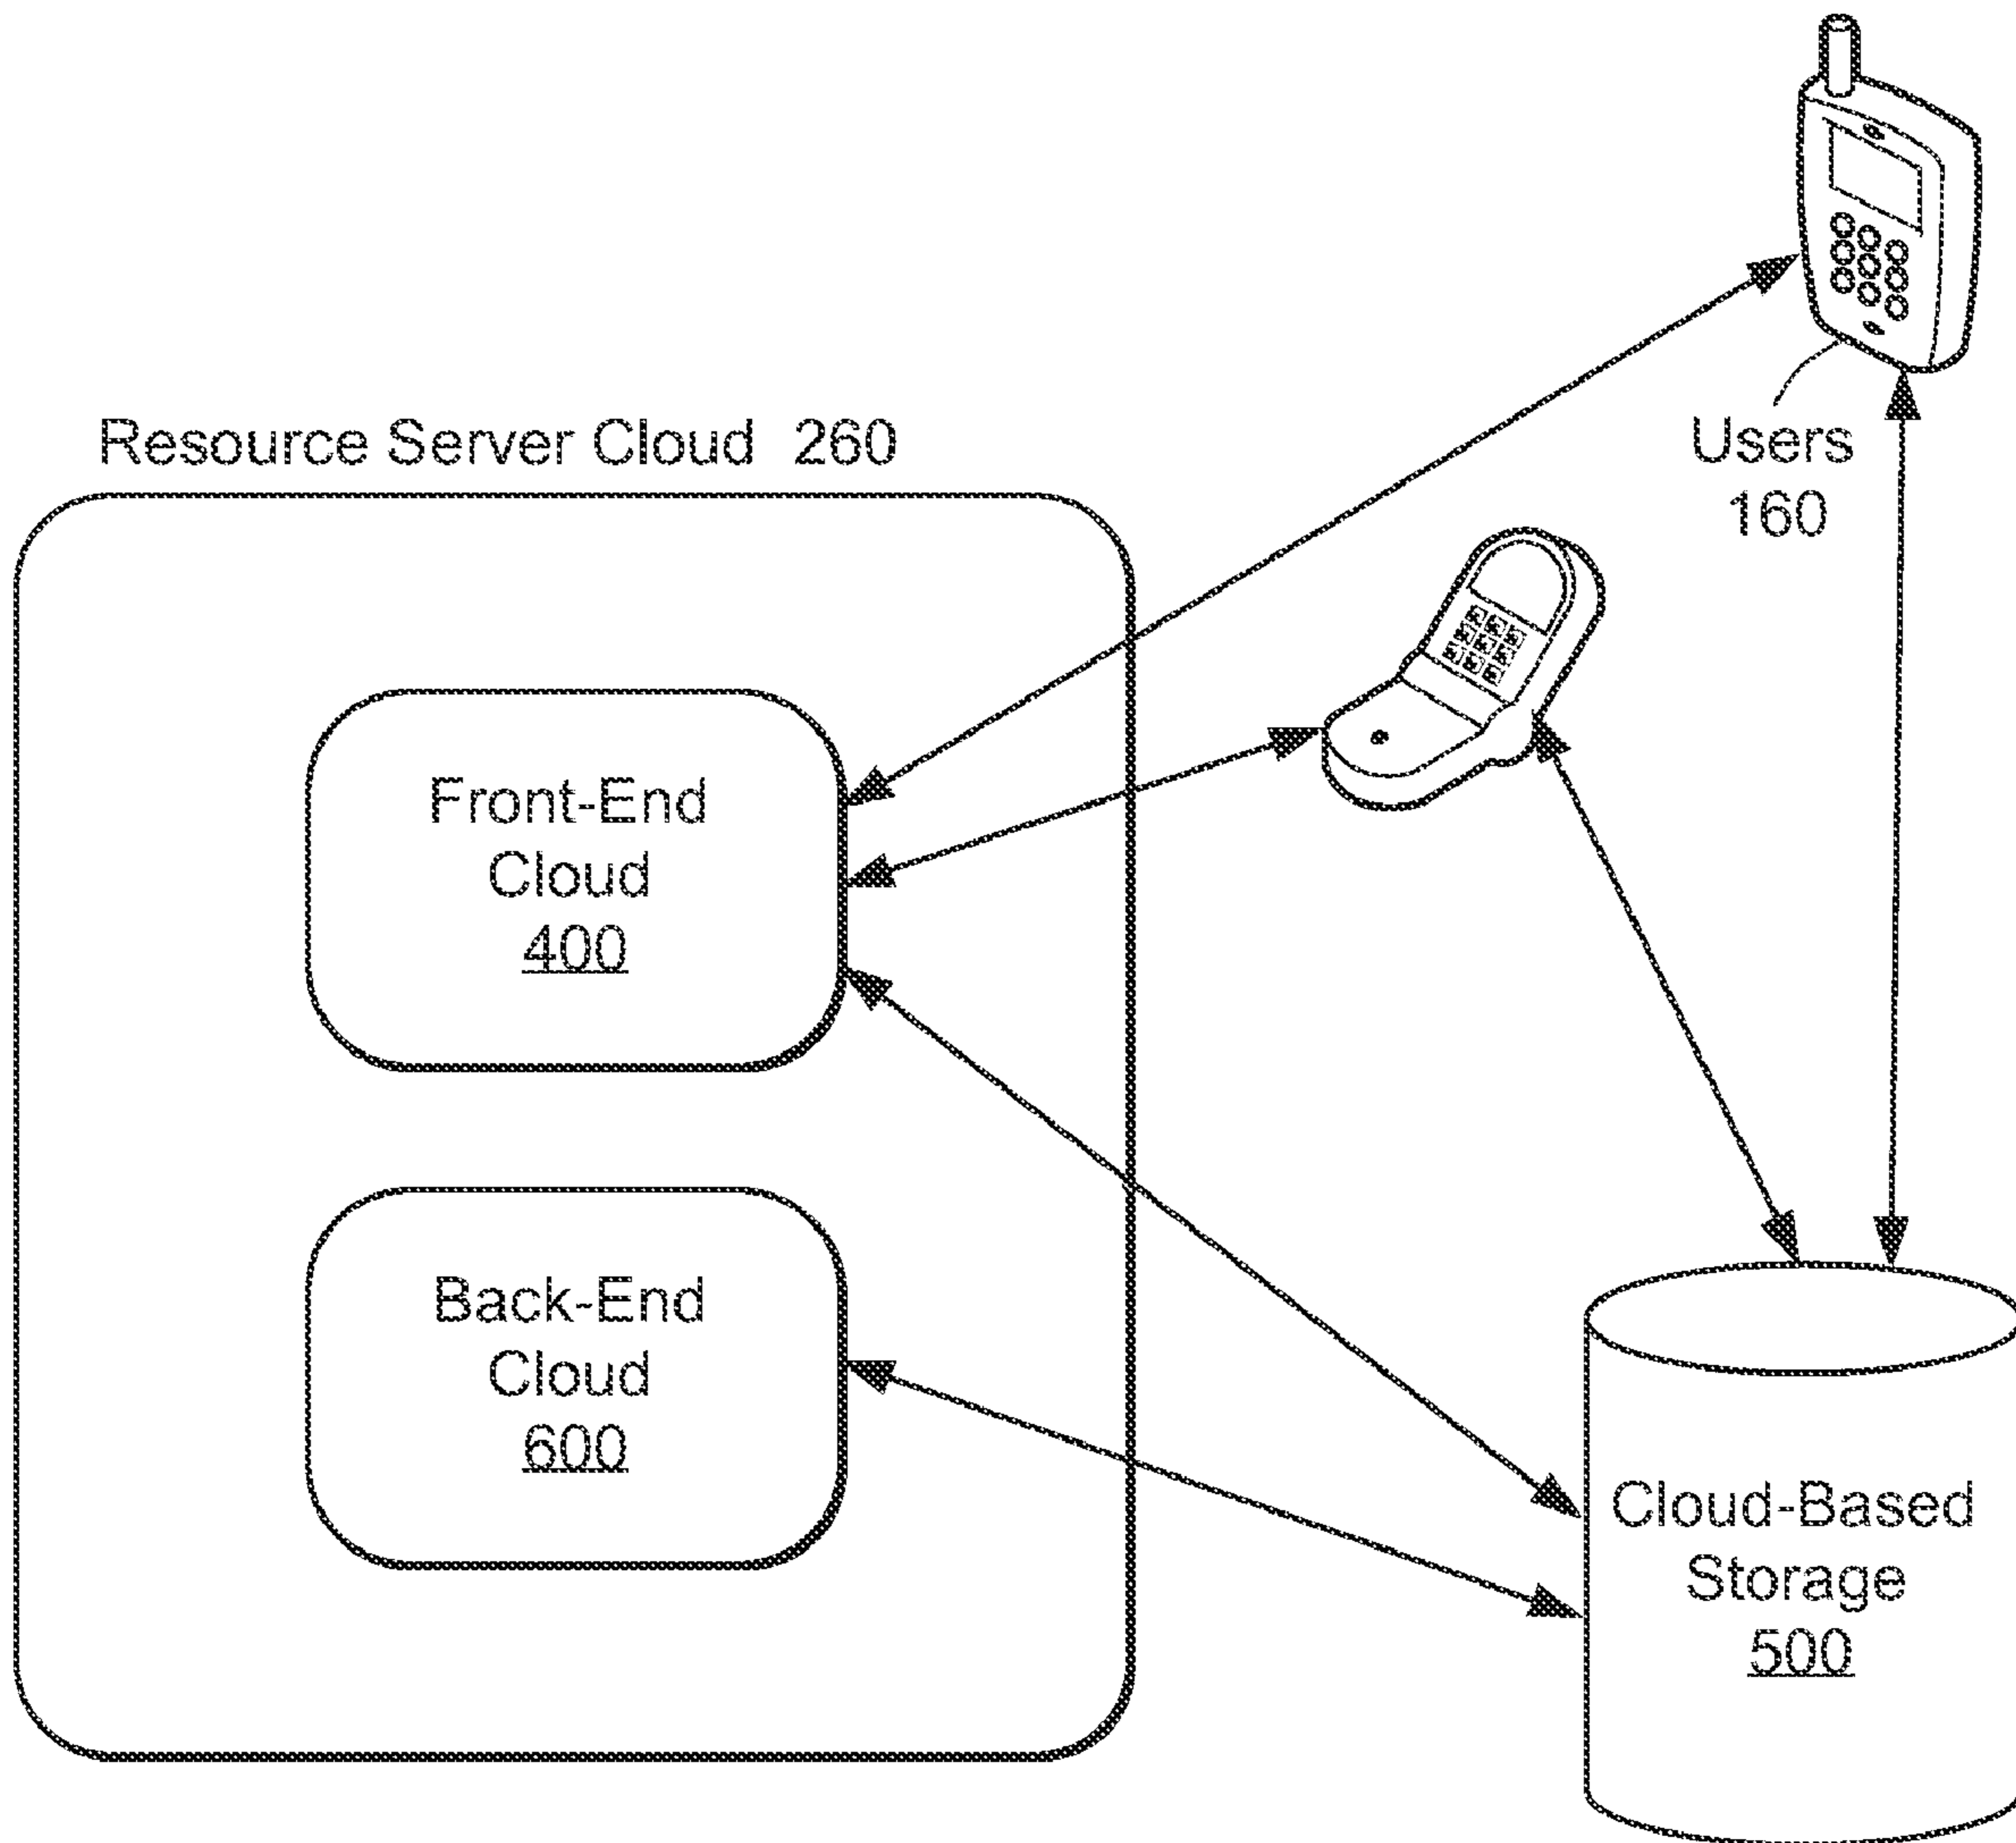 Resource Server Cloud 260
Users
160
Front-End
Cloud
400
Back-End
Cloud
600
Cloud-Based
Storage
500